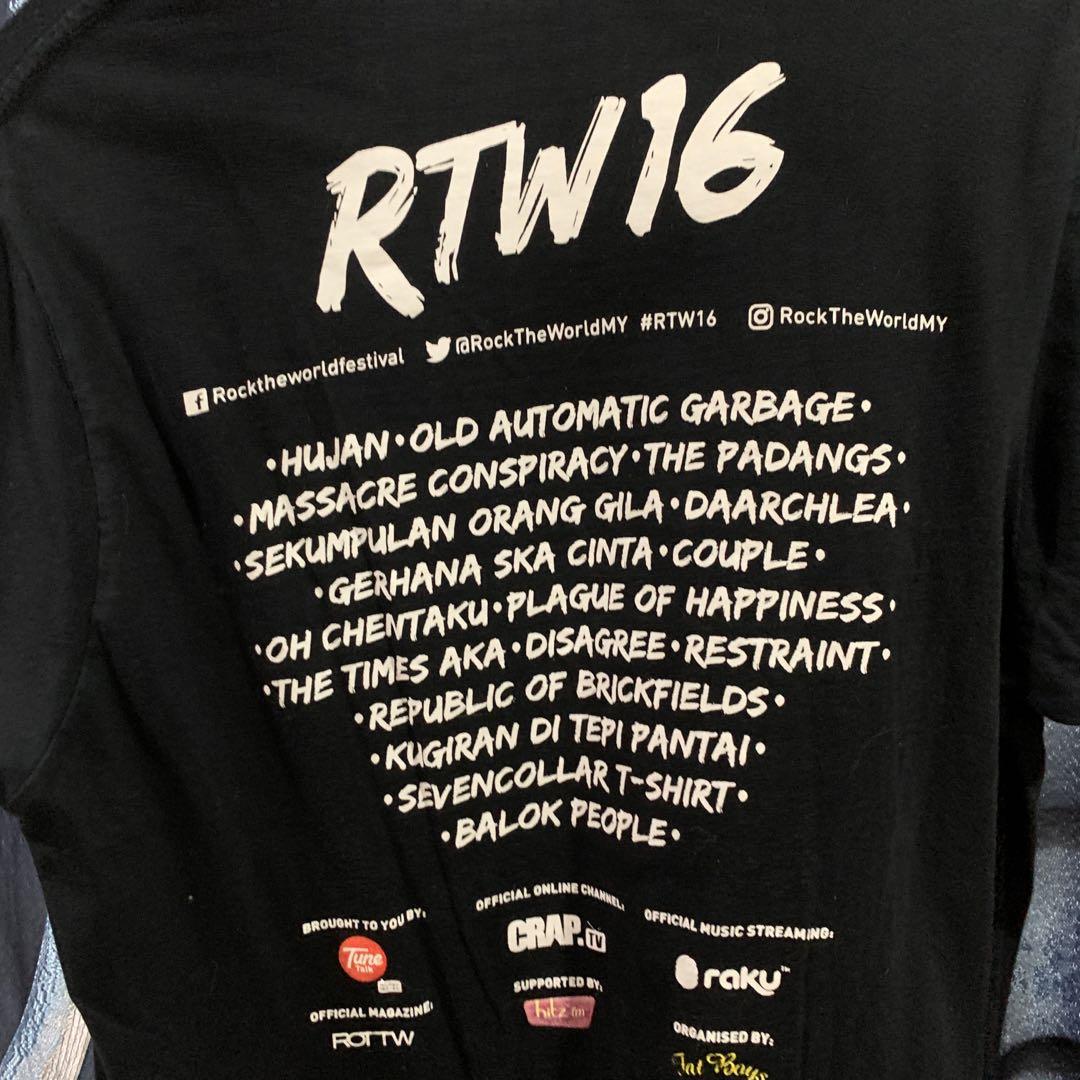 RTW16
Rocktheworldfestival @RockTheWorldMY #RTW16 RockTheWorldMY
•HUJAN•OLD AUTOMATIC GARBAGE•
•MASSACRE CONSPIRACY•THE PADANGS•
•SEKUMPULAN ORANG GILA•DAARCHLEA•
•GERHANA SKA CINTA•COUPLE•
•OH CHENTAKU•PLAGUE OF HAPPINESS•
•THE TIMES AKA•DISAGREE•RESTRAINT•
•REPUBLIC OF BRICKFIELDS•
•KUGIRAN DI TEPI PANTAI•
•SEVENCOLLAR T-SHIRT•
•BALOK PEOPLE•
BROUGHT TO YOU BY:
Tune
Talk
OFFICIAL MAGAZINE:
ROTTW
OFFICIAL ONLINE CHANNEL:
CRAP.TV
SUPPORTED BY:
hitz fm
OFFICIAL MUSIC STREAMING:
raku™
ORGANISED BY:
Fat Boys